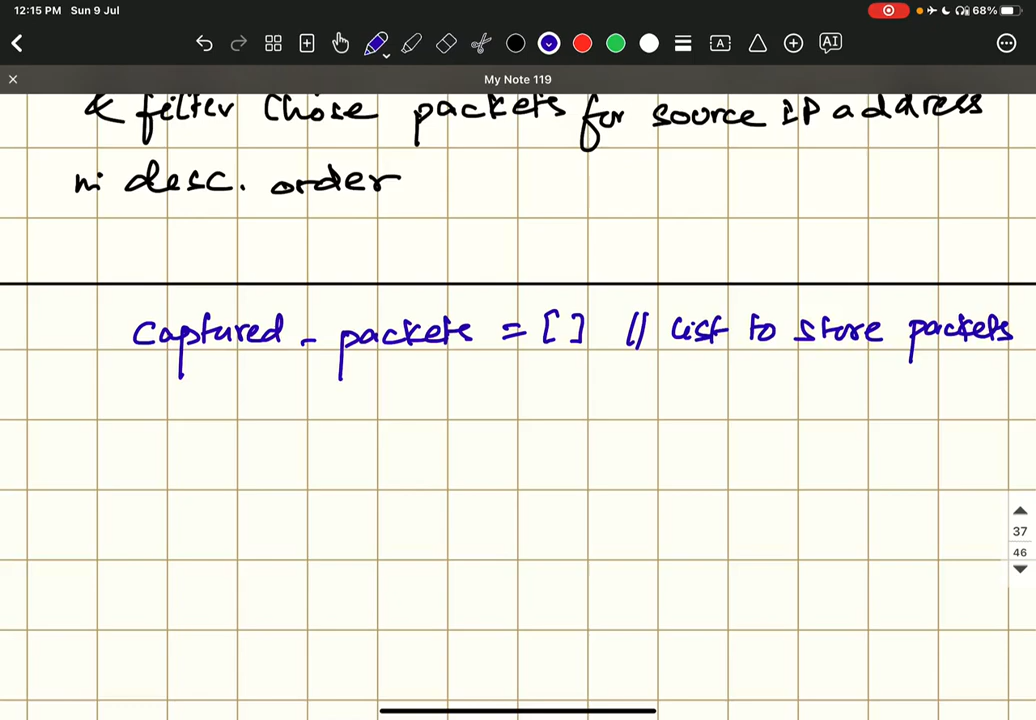 12:15 PM Sun 9 Jul 68%
A AI
My Note 119
& filter those packets for source IP address
in desc. order
captured_packets = [] // list to store packets
37
46